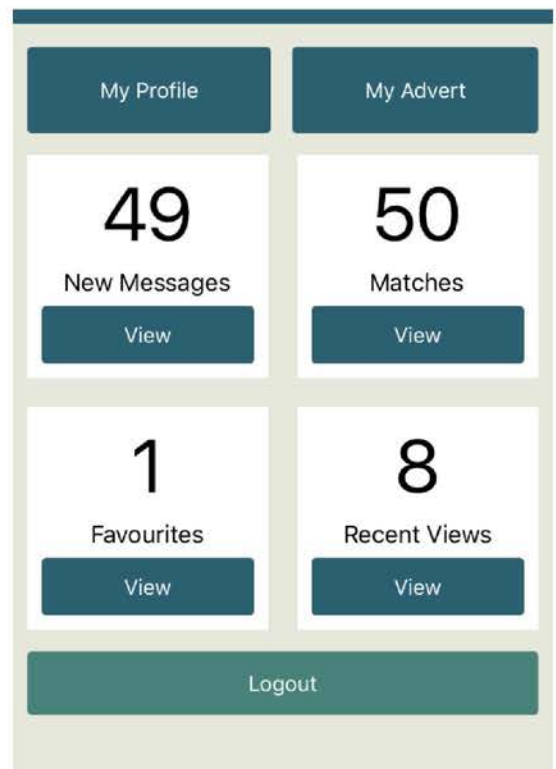 My Profile
My Advert
49
New Messages
View
50
Matches
View
1
Favourites
View
8
Recent Views
View
Logout